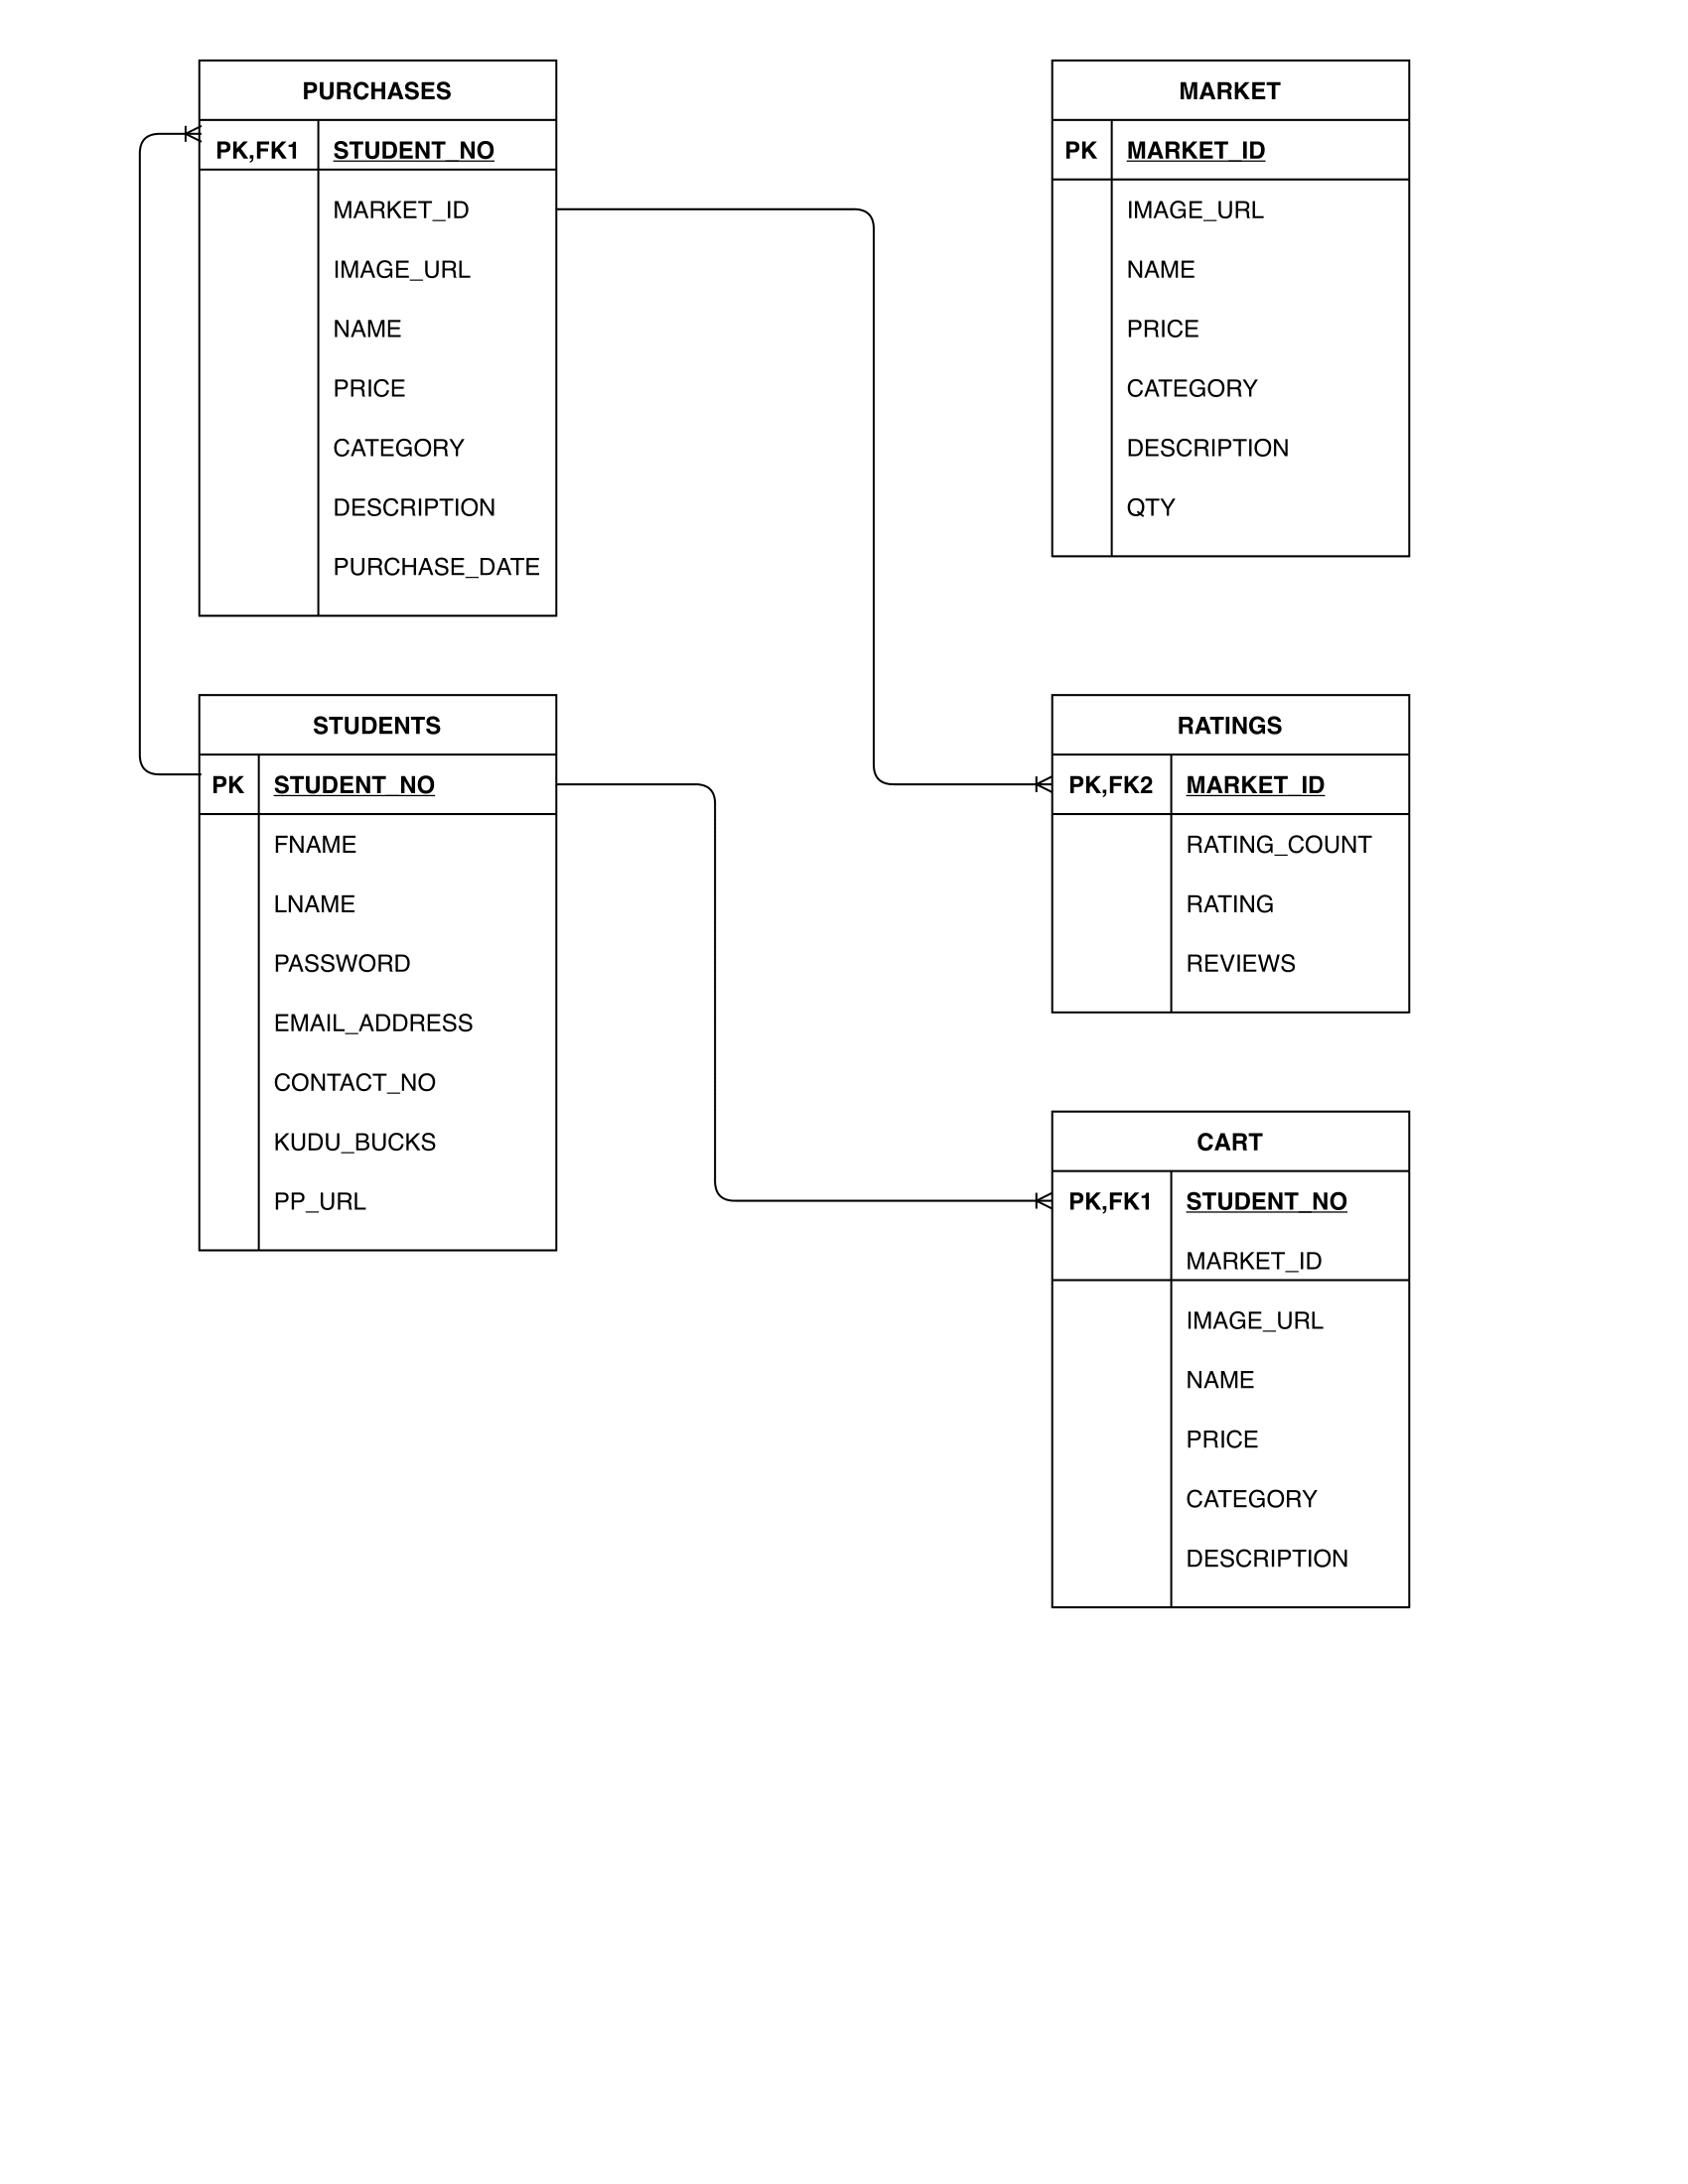 PURCHASES
PK,FK1 STUDENT_NO
MARKET_ID
IMAGE_URL
NAME
PRICE
CATEGORY
DESCRIPTION
PURCHASE_DATE
MARKET
PK MARKET_ID
IMAGE_URL
NAME
PRICE
CATEGORY
DESCRIPTION
QTY
STUDENTS
PK STUDENT_NO
FNAME
LNAME
PASSWORD
EMAIL_ADDRESS
CONTACT_NO
KUDU_BUCKS
PP_URL
RATINGS
PK,FK2 MARKET_ID
RATING_COUNT
RATING
REVIEWS
CART
PK,FK1 STUDENT_NO
MARKET_ID
IMAGE_URL
NAME
PRICE
CATEGORY
DESCRIPTION